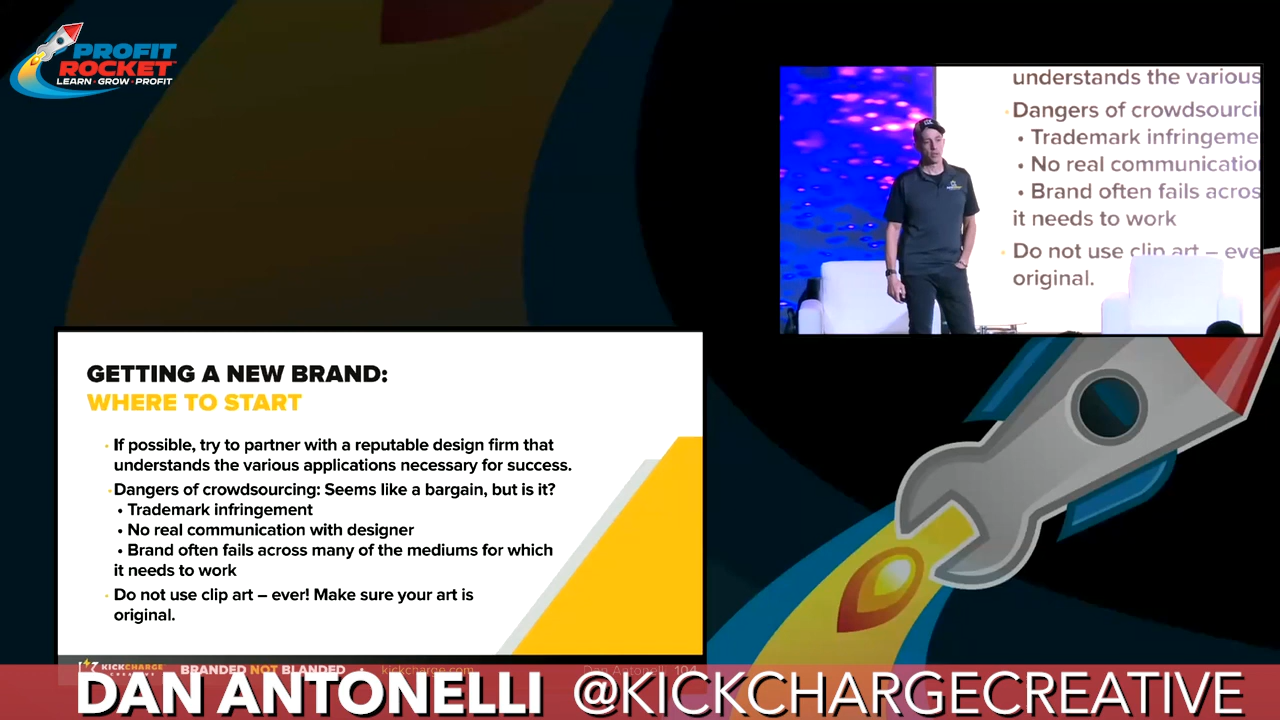 PROFIT
ROCKET
LEARN · GROW · PROFIT
understands the various
Dangers of crowdsourci
• Trademark infringeme
• No real communicatio
• Brand often fails acros
it needs to work
Do not use clip art – eve
original.
GETTING A NEW BRAND:
WHERE TO START
· If possible, try to partner with a reputable design firm that
understands the various applications necessary for success.
· Dangers of crowdsourcing: Seems like a bargain, but is it?
• Trademark infringement
• No real communication with designer
• Brand often fails across many of the mediums for which
it needs to work
· Do not use clip art – ever! Make sure your art is
original.
KICKCHARGE
BRANDED NOT BLANDED • kickcharge.com Dan Antonelli 104
DAN ANTONELLI @KICKCHARGECREATIVE